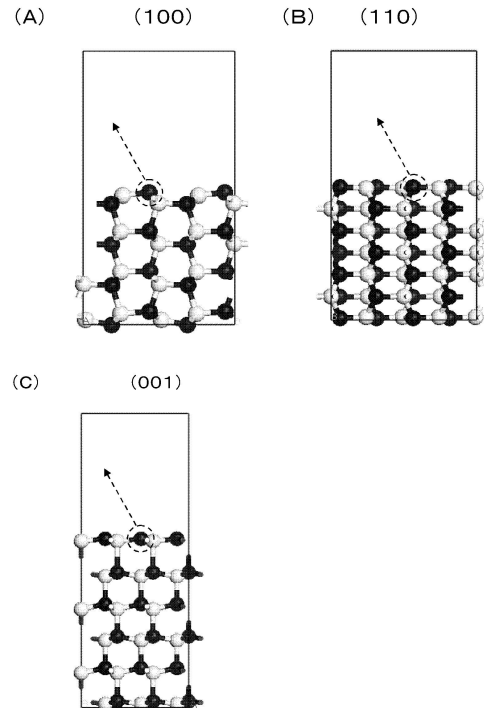 （A） （100）
（B） （110）
（C） （001）